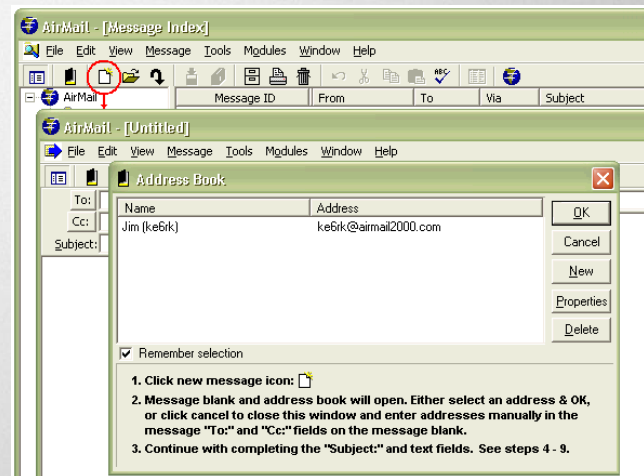 AirMail - [Message Index]
File Edit View Message Tools Modules Window Help
ABC
AirMail Message ID From To Via Subject
AirMail - [Untitled]
File Edit View Message Tools Modules Window Help
Address Book
To:
Cc:
Subject:
Name Address
Jim (ke6rk) ke6rk@airmail2000.com
OK
Cancel
New
Properties
Delete
Remember selection
1. Click new message icon:
2. Message blank and address book will open. Either select an address & OK,
or click cancel to close this window and enter addresses manually in the
message "To:" and "Cc:" fields on the message blank.
3. Continue with completing the "Subject:" and text fields. See steps 4 - 9.